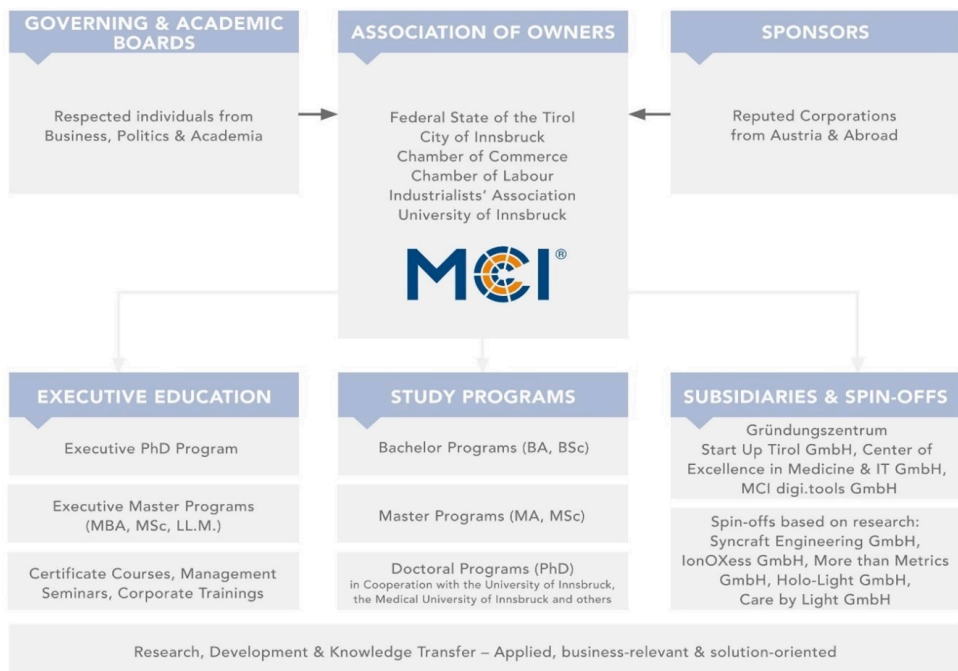 GOVERNING & ACADEMIC
BOARDS
Respected individuals from
Business, Politics & Academia
ASSOCIATION OF OWNERS
Federal State of the Tirol
City of Innsbruck
Chamber of Commerce
Chamber of Labour
Industrialists' Association
University of Innsbruck
MCI®
SPONSORS
Reputed Corporations
from Austria & Abroad
EXECUTIVE EDUCATION
Executive PhD Program
Executive Master Programs
(MBA, MSc, LL.M.)
Certificate Courses, Management
Seminars, Corporate Trainings
STUDY PROGRAMS
Bachelor Programs (BA, BSc)
Master Programs (MA, MSc)
Doctoral Programs (PhD)
in Cooperation with the University of Innsbruck,
the Medical University of Innsbruck and others
SUBSIDIARIES & SPIN-OFFS
Gründungszentrum
Start Up Tirol GmbH, Center of
Excellence in Medicine & IT GmbH,
MCI digi.tools GmbH
Spin-offs based on research:
Syncraft Engineering GmbH,
IonOXess GmbH, More than Metrics
GmbH, Holo-Light GmbH,
Care by Light GmbH
Research, Development & Knowledge Transfer – Applied, business-relevant & solution-oriented